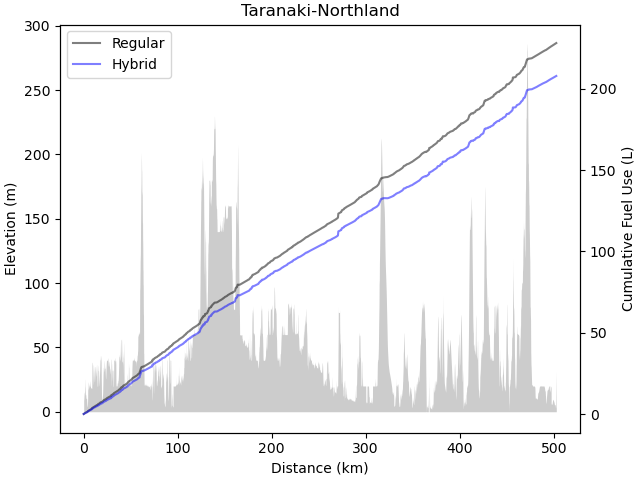 Taranaki-Northland
Regular
Hybrid
Elevation (m)
300
250
200
150
100
50
0
Cumulative Fuel Use (L)
200
150
100
50
0
0 100 200 300 400 500
Distance (km)